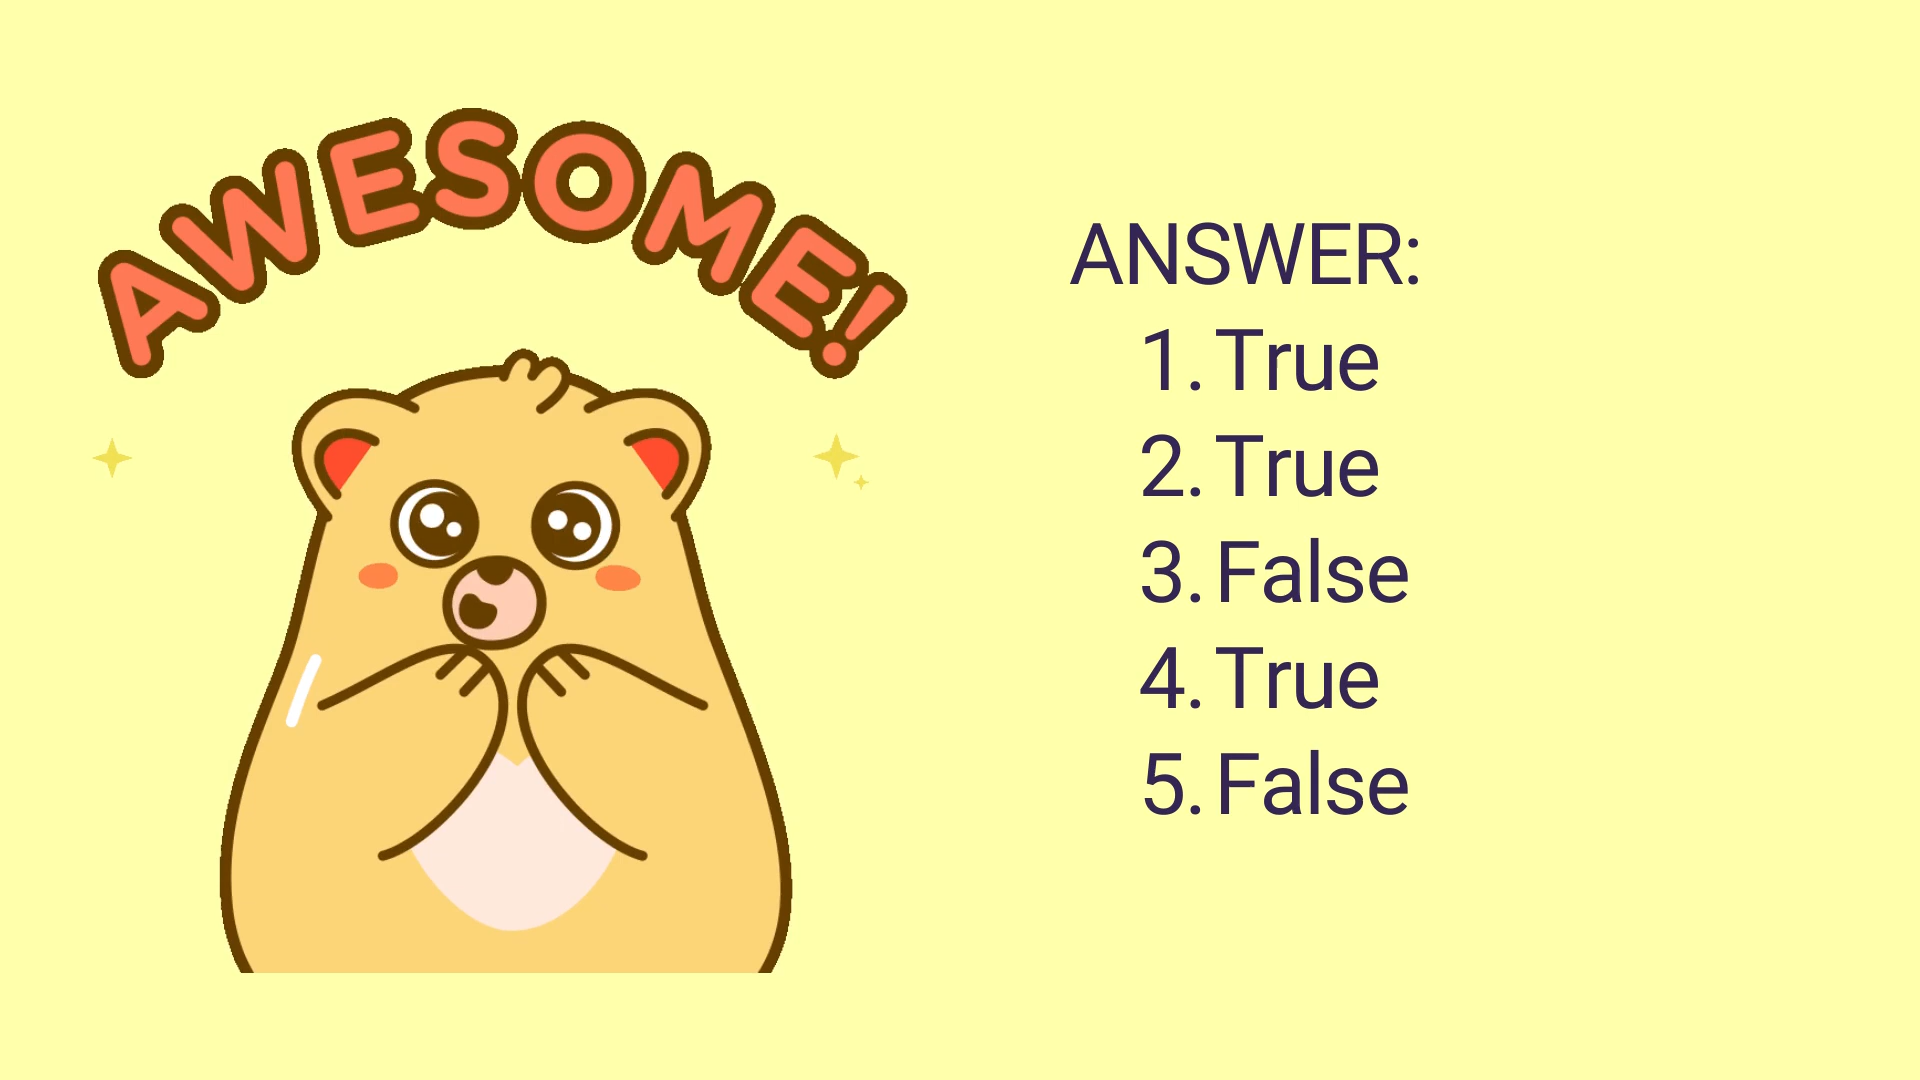 AWESOME!
ANSWER:
1. True
2. True
3. False
4. True
5. False